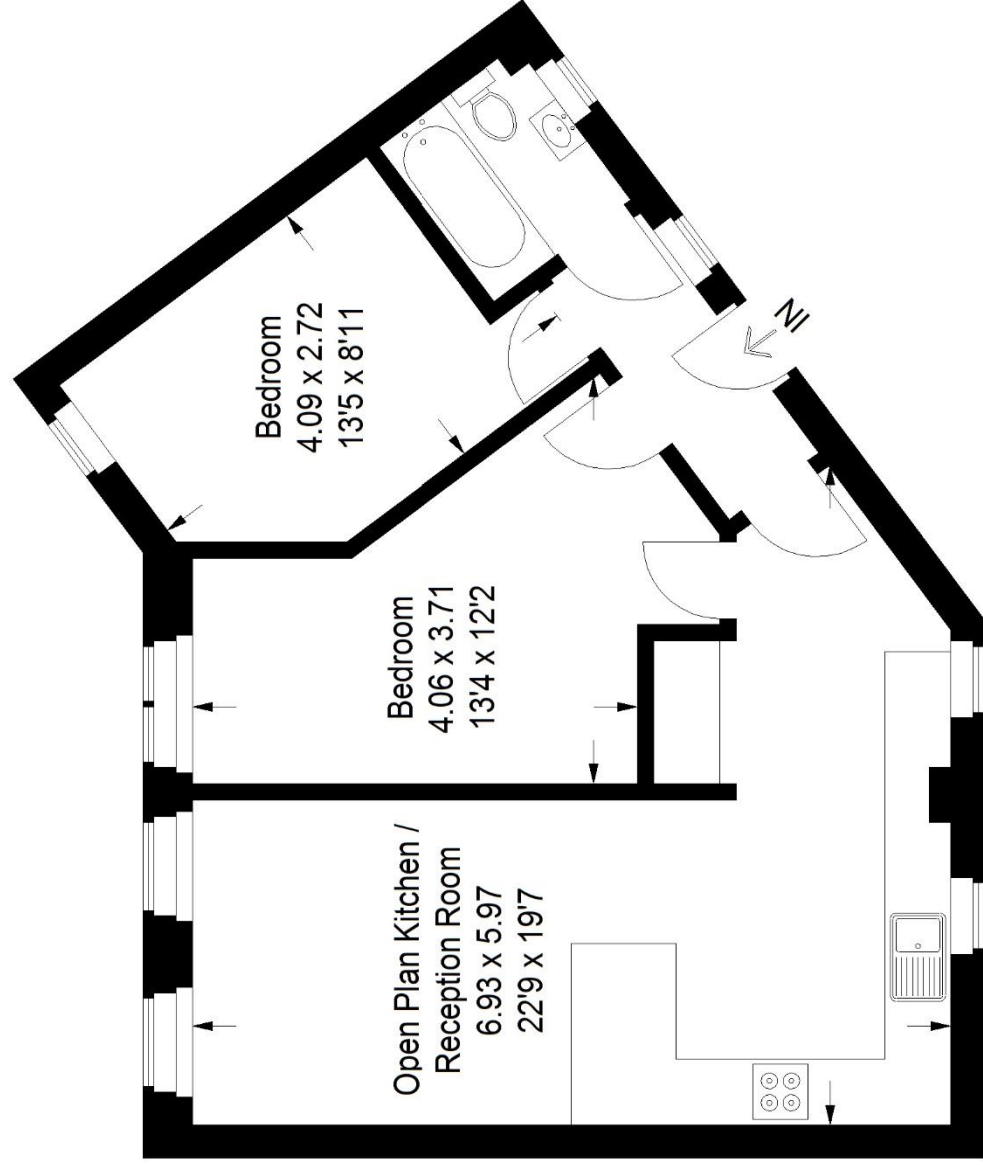 Bedroom
4.09 x 2.72
13'5 x 8'11
IN
Bedroom
4.06 x 3.71
13'4 x 12'2
Open Plan Kitchen /
Reception Room
6.93 x 5.97
22'9 x 19'7